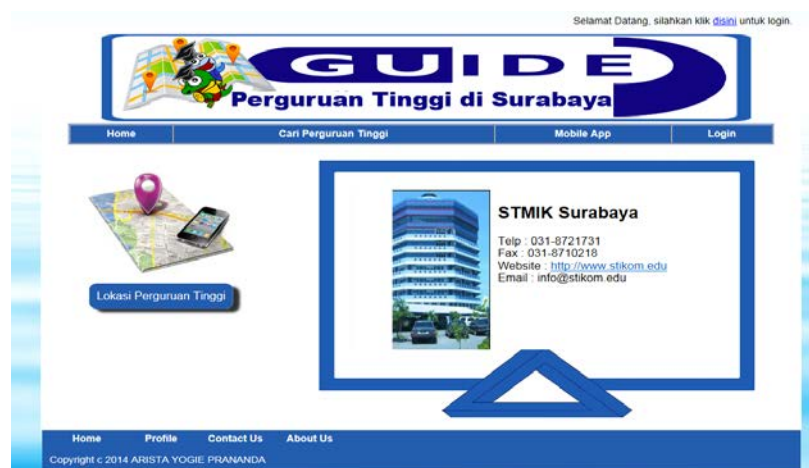 Selamat Datang, silahkan klik disini untuk login.
GUIDE
Perguruan Tinggi di Surabaya
Home Cari Perguruan Tinggi Mobile App Login
STMIK Surabaya
Telp : 031-8721731
Fax : 031-8710218
Website : http://www.stikom.edu
Email : info@stikom.edu
Lokasi Perguruan Tinggi
Home Profile Contact Us About Us
Copyright c 2014 ARISTA YOGIE PRANANDA